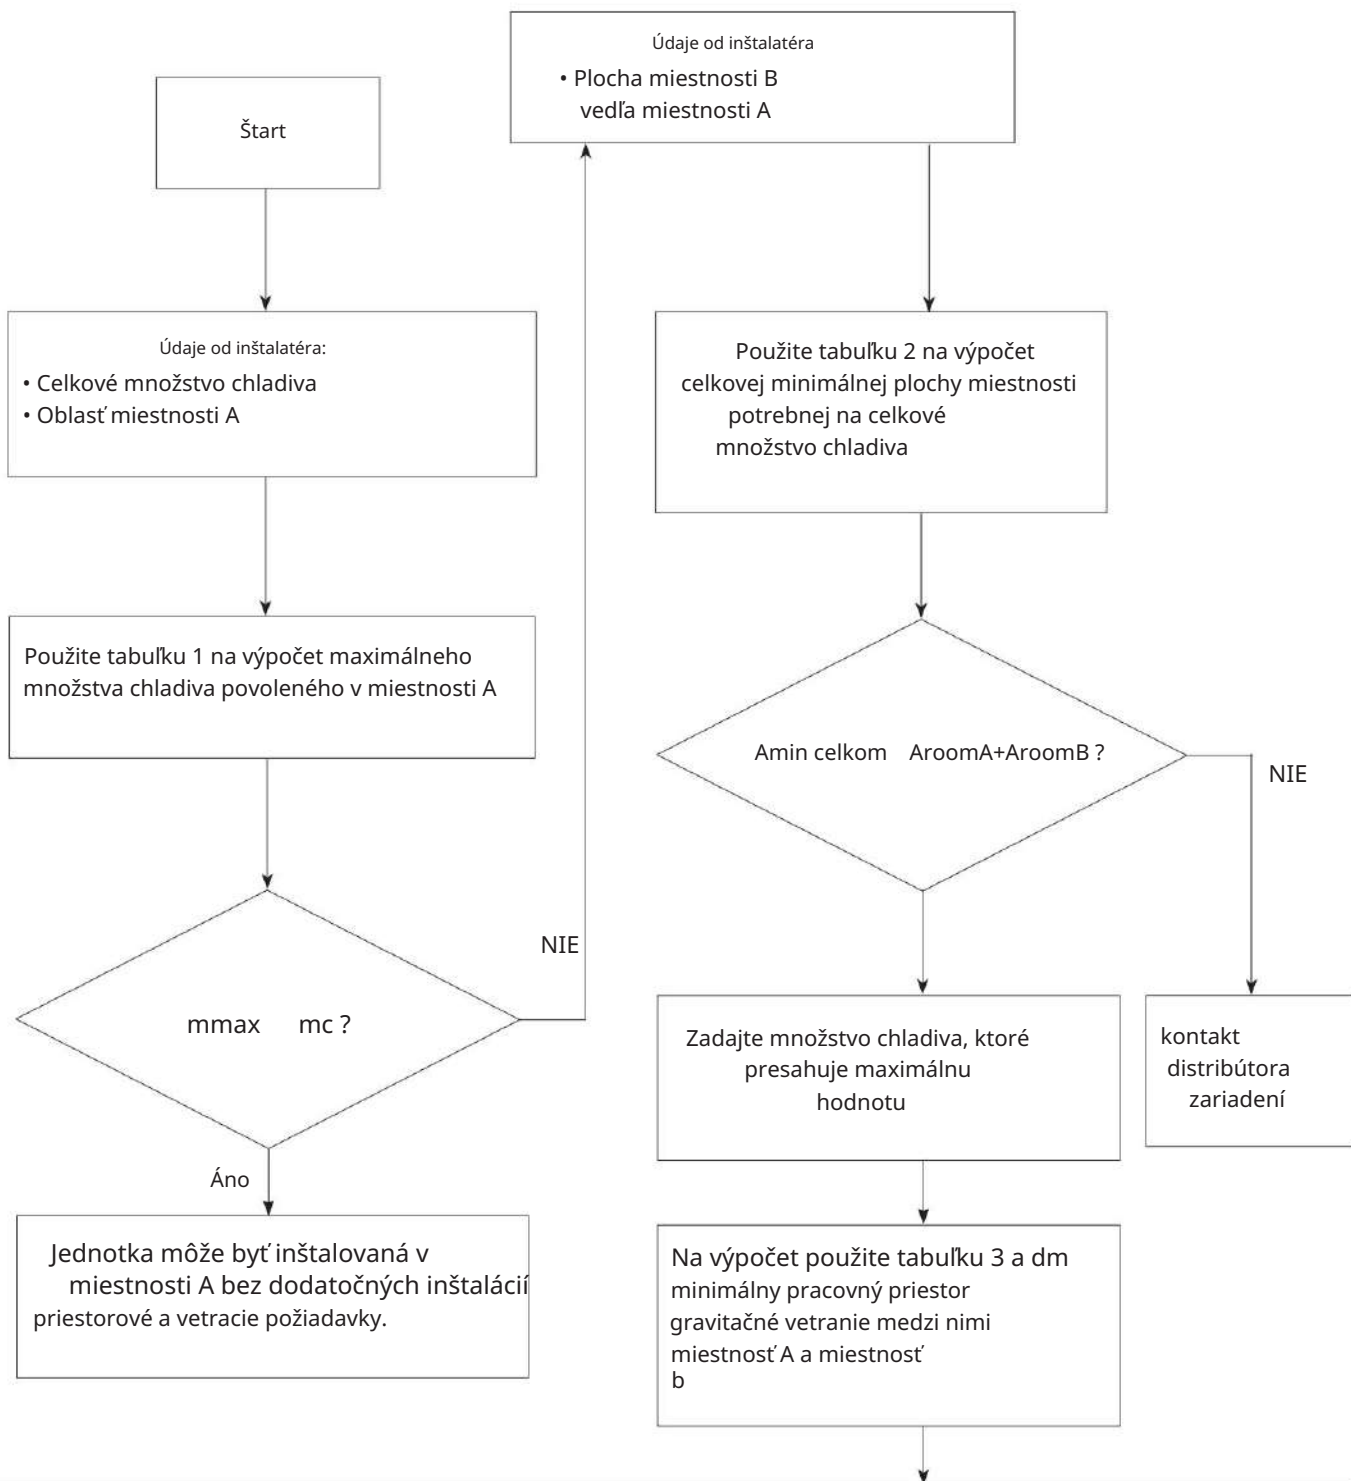 Štart
Údaje od inštalatéra:
• Celkové množstvo chladiva
• Oblasť miestnosti A
Použite tabuľku 1 na výpočet maximálneho
množstva chladiva povoleného v miestnosti A
mmax mc ?
NIE
Áno
Jednotka môže byť inštalovaná v
miestnosti A bez dodatočných inštalácií
priestorové a vetracie požiadavky.
Údaje od inštalatéra
• Plocha miestnosti B
vedľa miestnosti A
Použite tabuľku 2 na výpočet
celkovej minimálnej plochy miestnosti
potrebnej na celkové
množstvo chladiva
Amin celkom AroomA+AroomB ?
NIE
Zadajte množstvo chladiva, ktoré
presahuje maximálnu
hodnotu
kontakt
distribútora
zariadení
Na výpočet použite tabuľku 3 a dm
minimálny pracovný priestor
gravitačné vetranie medzi nimi
miestnosť A a miestnosť
b